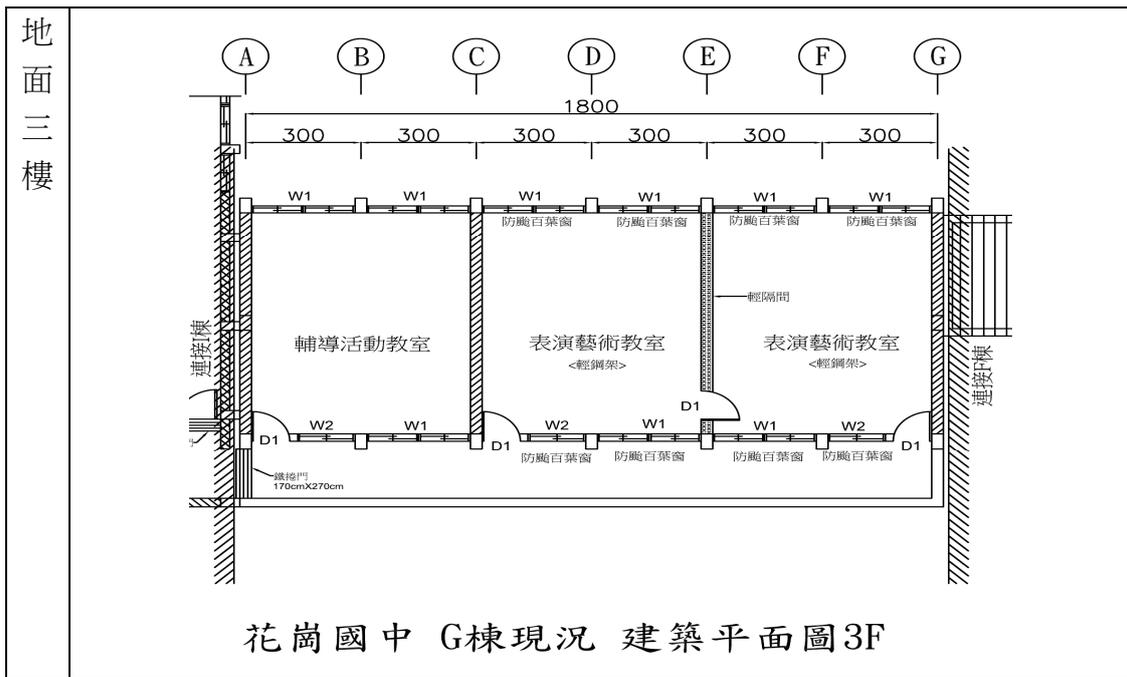 地面三樓
A B C D E F G
1800
300 300 300 300 300 300
W1 W1 W1 W1 W1 W1
防颱百葉窗 防颱百葉窗 防颱百葉窗 防颱百葉窗
輕隔間
連接I棟
輔導活動教室 表演藝術教室 表演藝術教室
<輕鋼架> <輕鋼架>
連接F棟
D1
W2 W1 W2 W1 W1 W2
D1 D1 D1
防颱百葉窗 防颱百葉窗 防颱百葉窗 防颱百葉窗
鐵捲門
170cmX270cm
花崗國中 G棟現況 建築平面圖3F